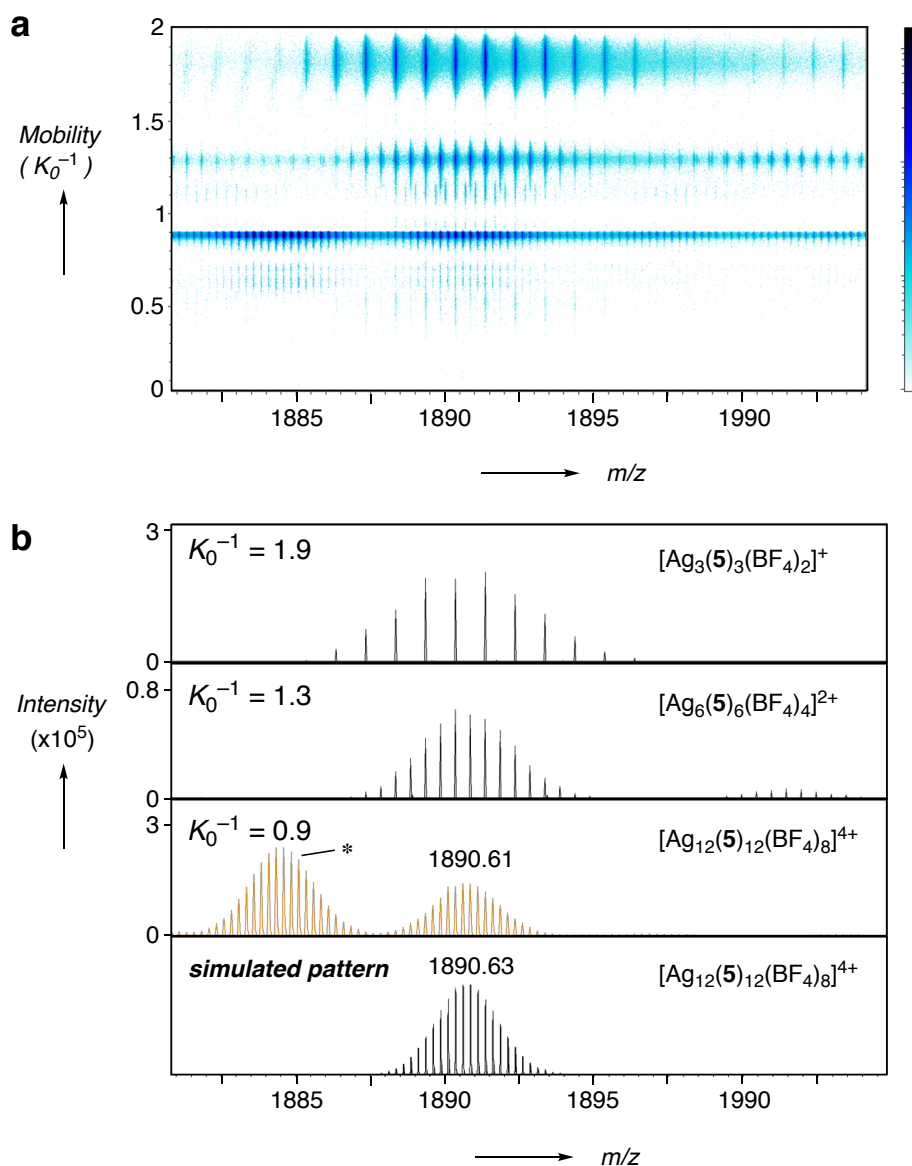 a
2
1.5
1
0.5
0
Mobility
( K₀⁻¹ )
1885 1890 1895 1990
m/z
b
3
K₀⁻¹ = 1.9 [Ag₃(5)₃(BF₄)₂]⁺
0
0.8
K₀⁻¹ = 1.3 [Ag₆(5)₆(BF₄)₄]²⁺
Intensity
(x10⁵)
0
3
K₀⁻¹ = 0.9 * [Ag₁₂(5)₁₂(BF₄)₈]⁴⁺
1890.61
0
simulated pattern 1890.63 [Ag₁₂(5)₁₂(BF₄)₈]⁴⁺
1885 1890 1895 1990
m/z